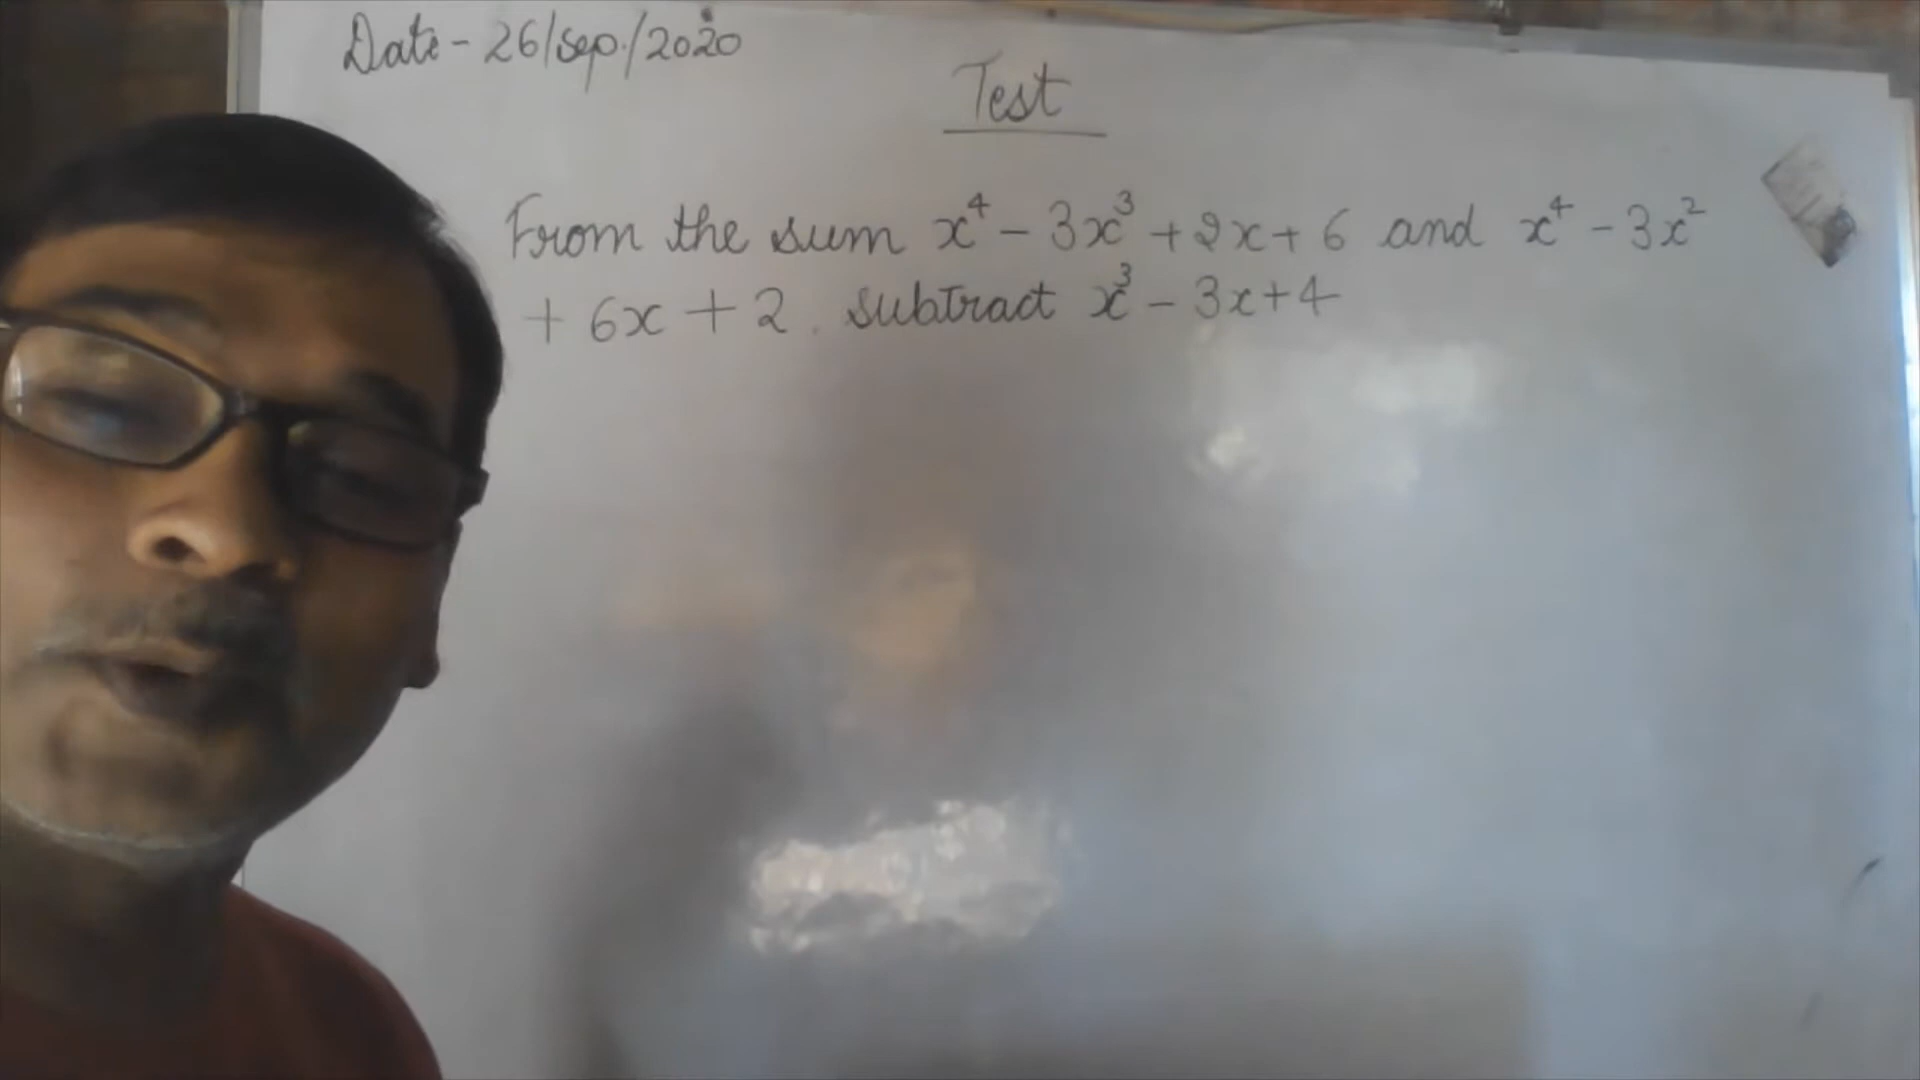 Date - 26/Sep./2020
Test
From the sum x⁴ - 3x³ + 2x + 6 and x⁴ - 3x²
+ 6x + 2. subtract x³ - 3x + 4